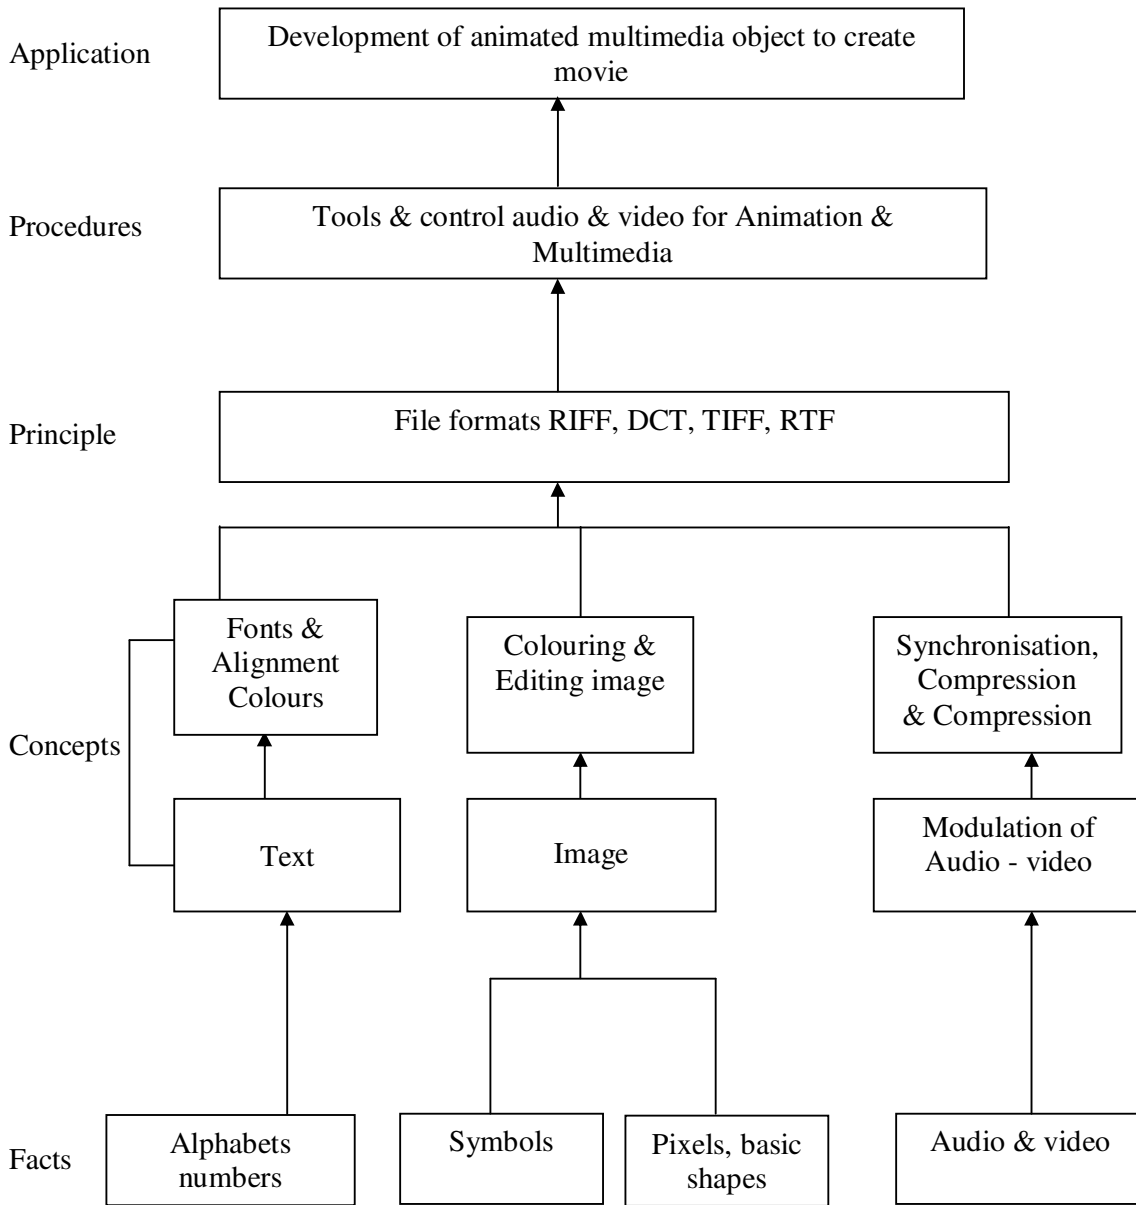 Application
Development of animated multimedia object to create
movie
Procedures
Tools & control audio & video for Animation &
Multimedia
Principle
File formats RIFF, DCT, TIFF, RTF
Concepts
Fonts &
Alignment
Colours
Colouring &
Editing image
Synchronisation,
Compression
& Compression
Text
Image
Modulation of
Audio - video
Facts
Alphabets
numbers
Symbols
Pixels, basic
shapes
Audio & video